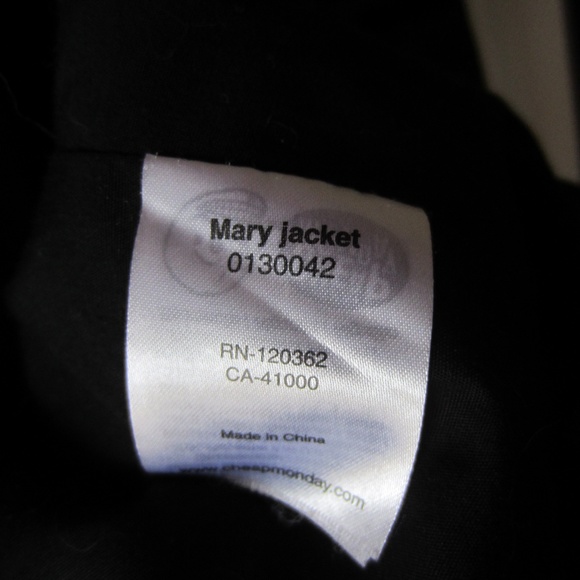 Mary jacket
0130042
RN-120362
CA-41000
Made in China
www.cheapmonday.com